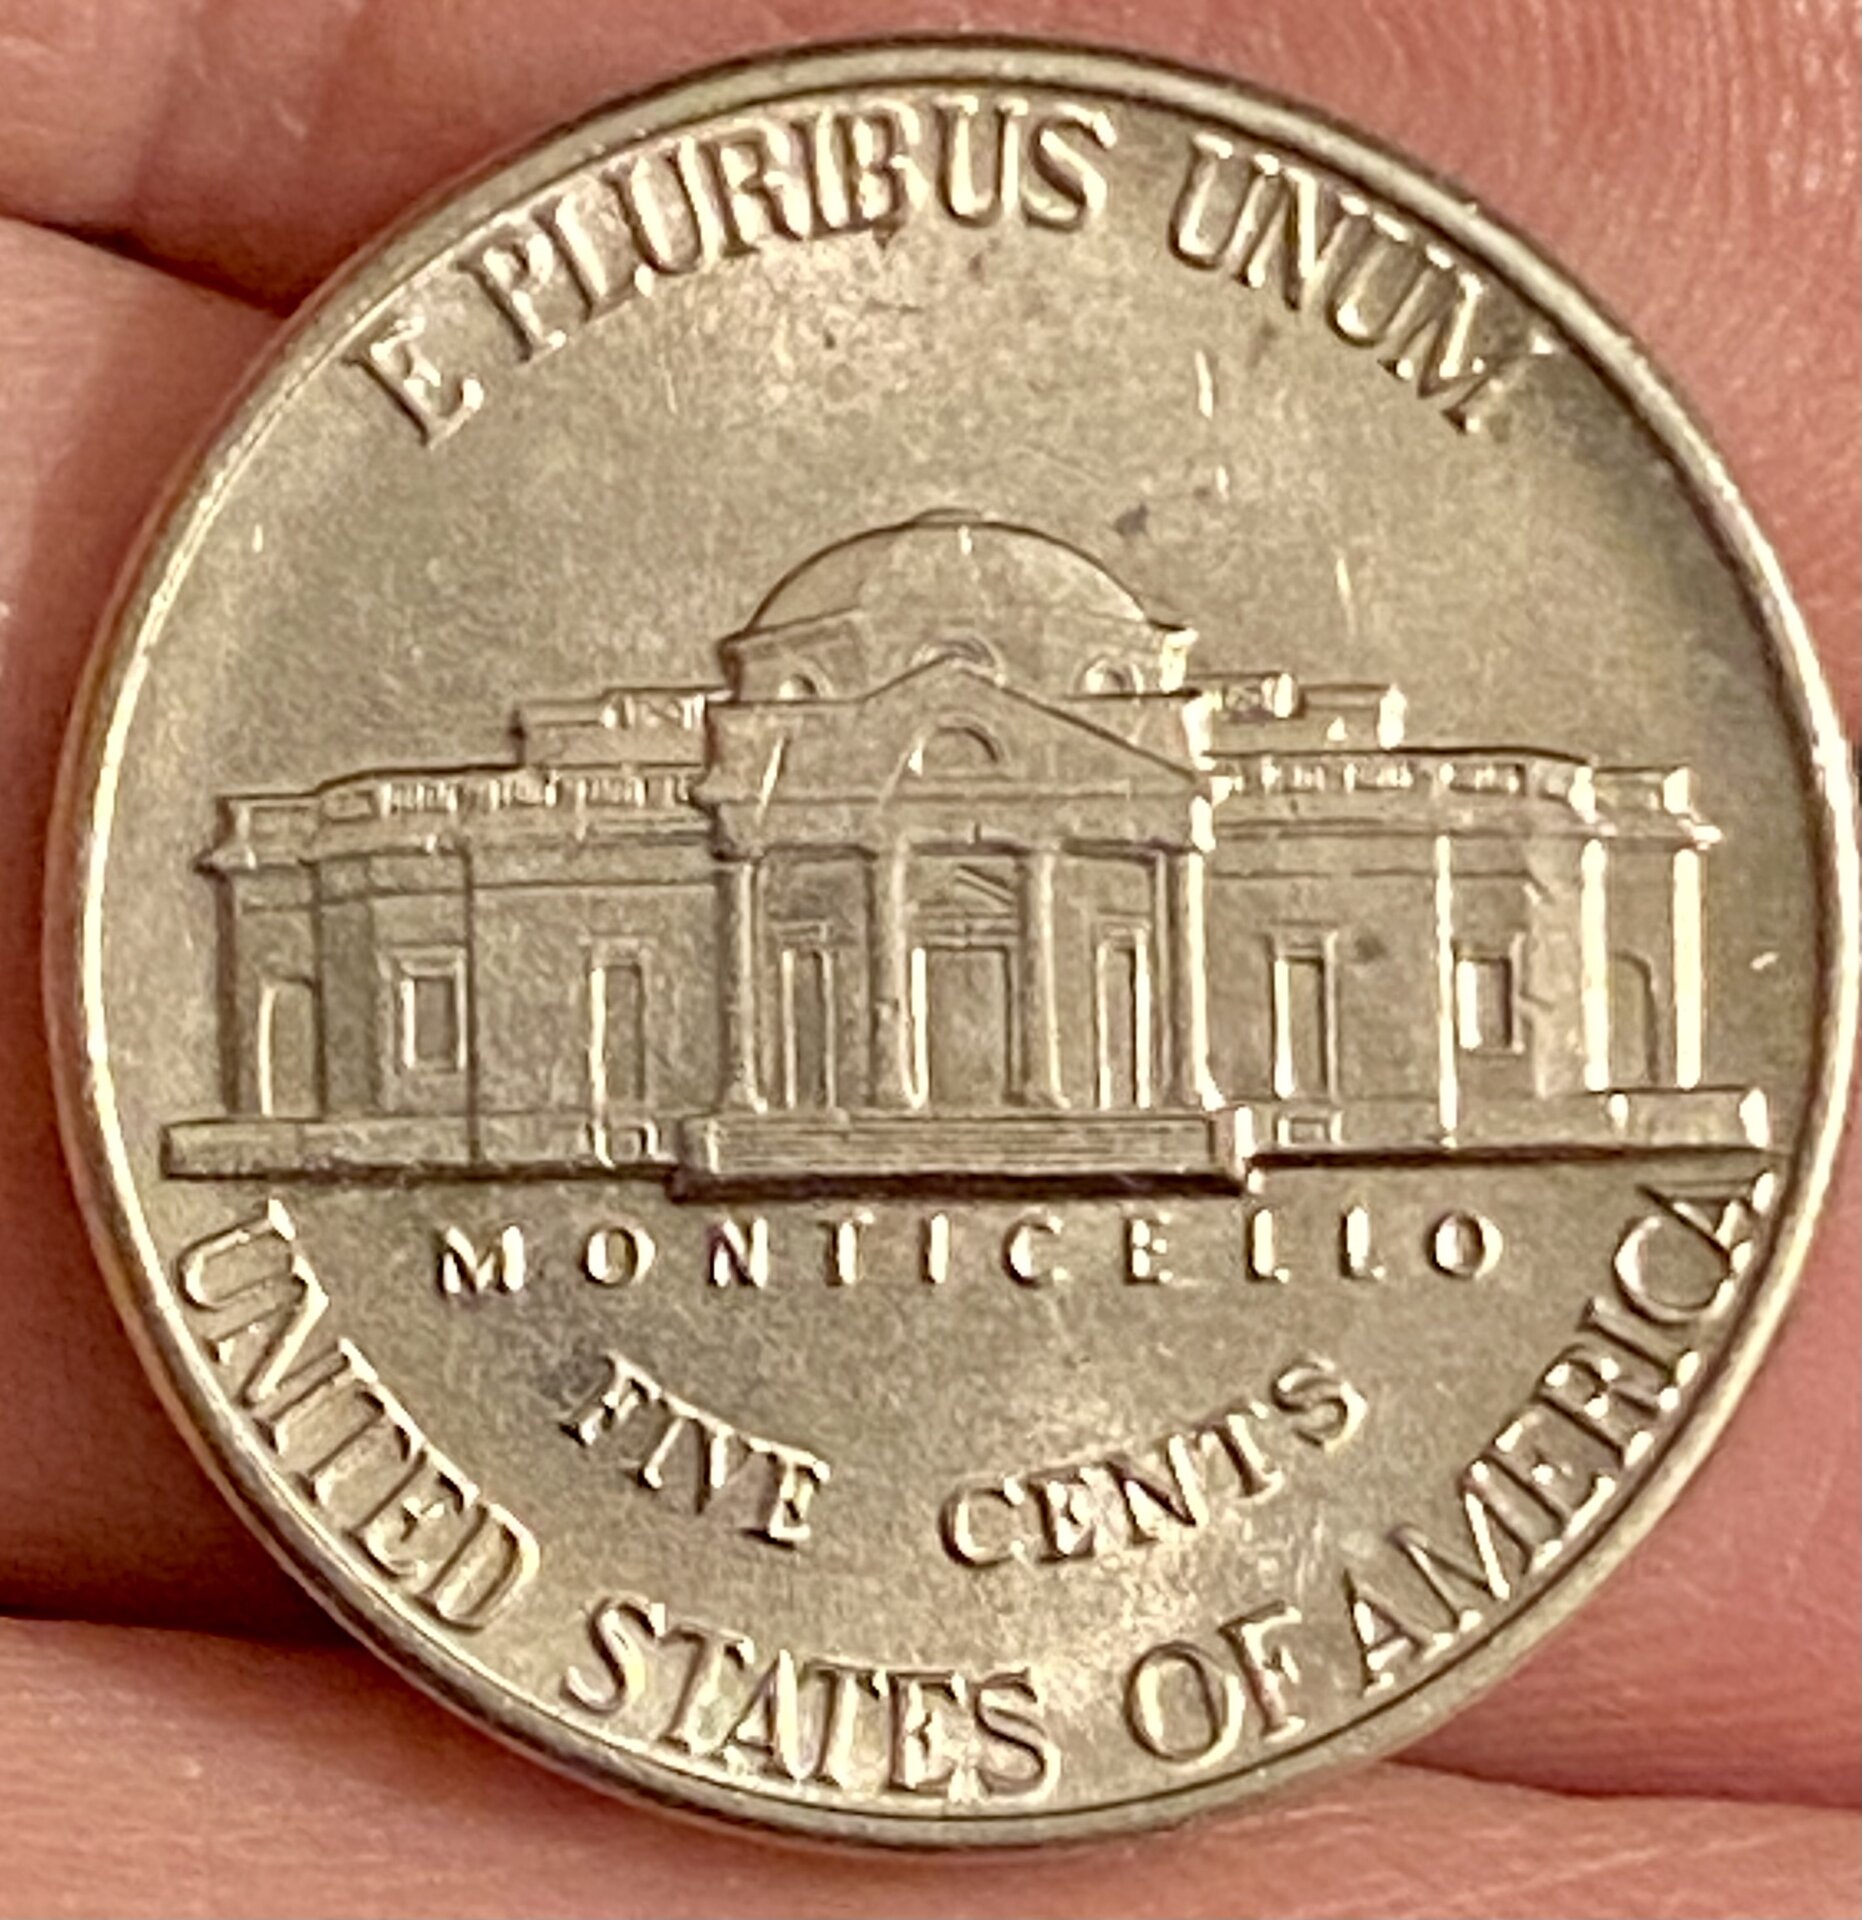 E PLURIBUS UNUM
MONTICELLO
FIVE CENTS
UNITED STATES OF AMERICA